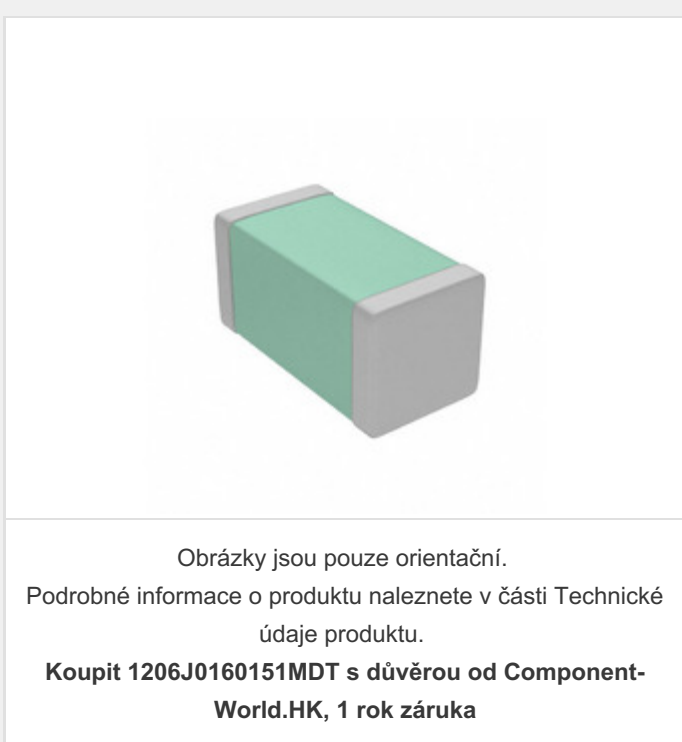 Obrázky jsou pouze orientační.
Podrobné informace o produktu naleznete v části Technické
údaje produktu.
Koupit 1206J0160151MDT s důvěrou od Component-
World.HK, 1 rok záruka